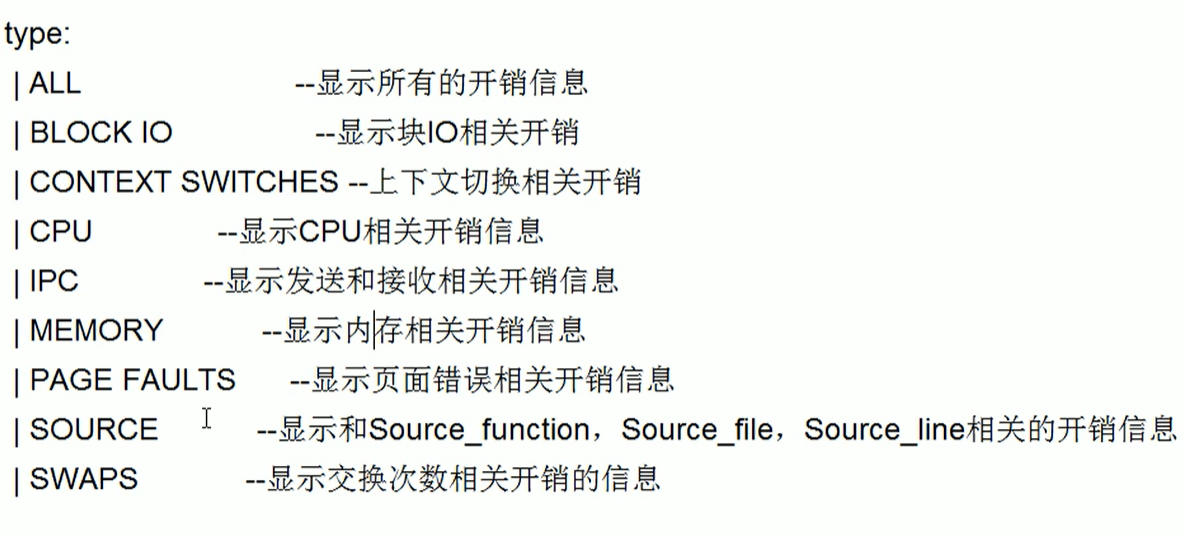 type:
| ALL --显示所有的开销信息
| BLOCK IO --显示块IO相关开销
| CONTEXT SWITCHES --上下文切换相关开销
| CPU --显示CPU相关开销信息
| IPC --显示发送和接收相关开销信息
| MEMORY --显示内存相关开销信息
| PAGE FAULTS --显示页面错误相关开销信息
| SOURCE --显示和Source_function，Source_file，Source_line相关的开销信息
| SWAPS --显示交换次数相关开销的信息